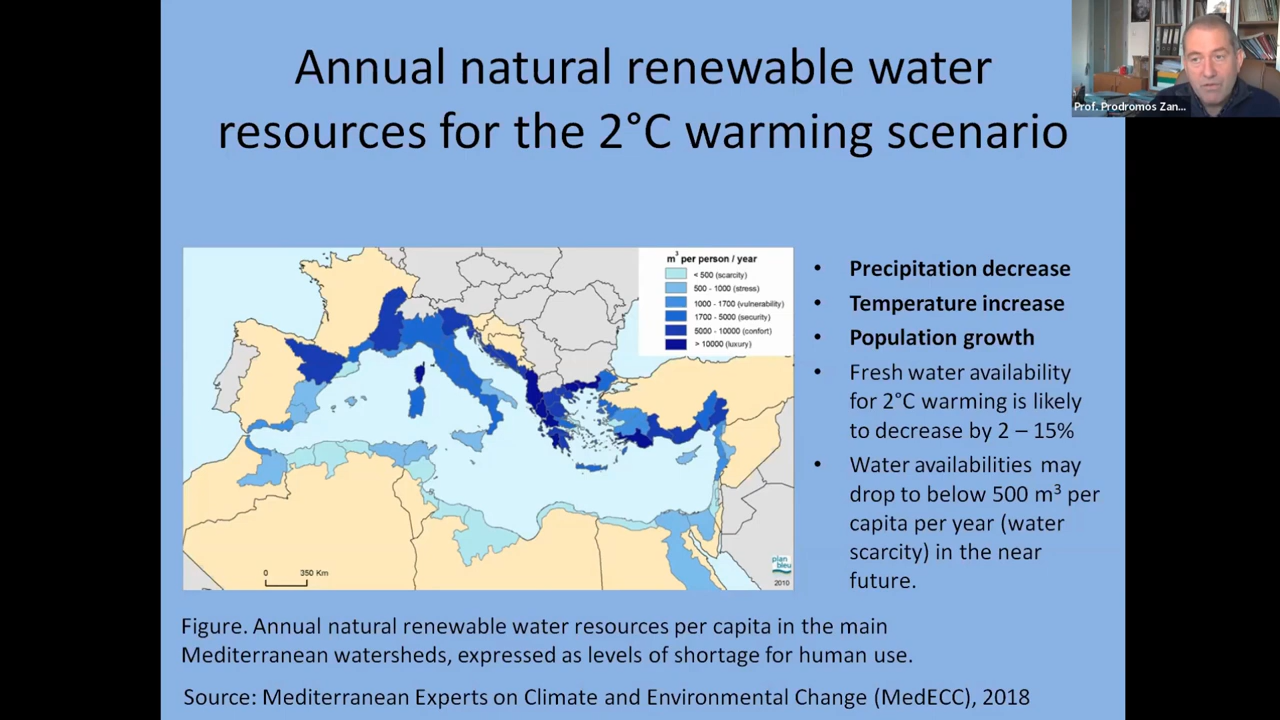 Annual natural renewable water
resources for the 2°C warming scenario
Prof. Prodromos Zan...
m³ per person / year
< 500 (scarcity)
500 - 1000 (stress)
1000 - 1700 (vulnerability)
1700 - 5000 (security)
5000 - 10000 (confort)
> 10000 (luxury)
0 350 Km
plan
bleu
2010
• Precipitation decrease
• Temperature increase
• Population growth
• Fresh water availability
for 2°C warming is likely
to decrease by 2 – 15%
• Water availabilities may
drop to below 500 m³ per
capita per year (water
scarcity) in the near
future.
Figure. Annual natural renewable water resources per capita in the main
Mediterranean watersheds, expressed as levels of shortage for human use.
Source: Mediterranean Experts on Climate and Environmental Change (MedECC), 2018